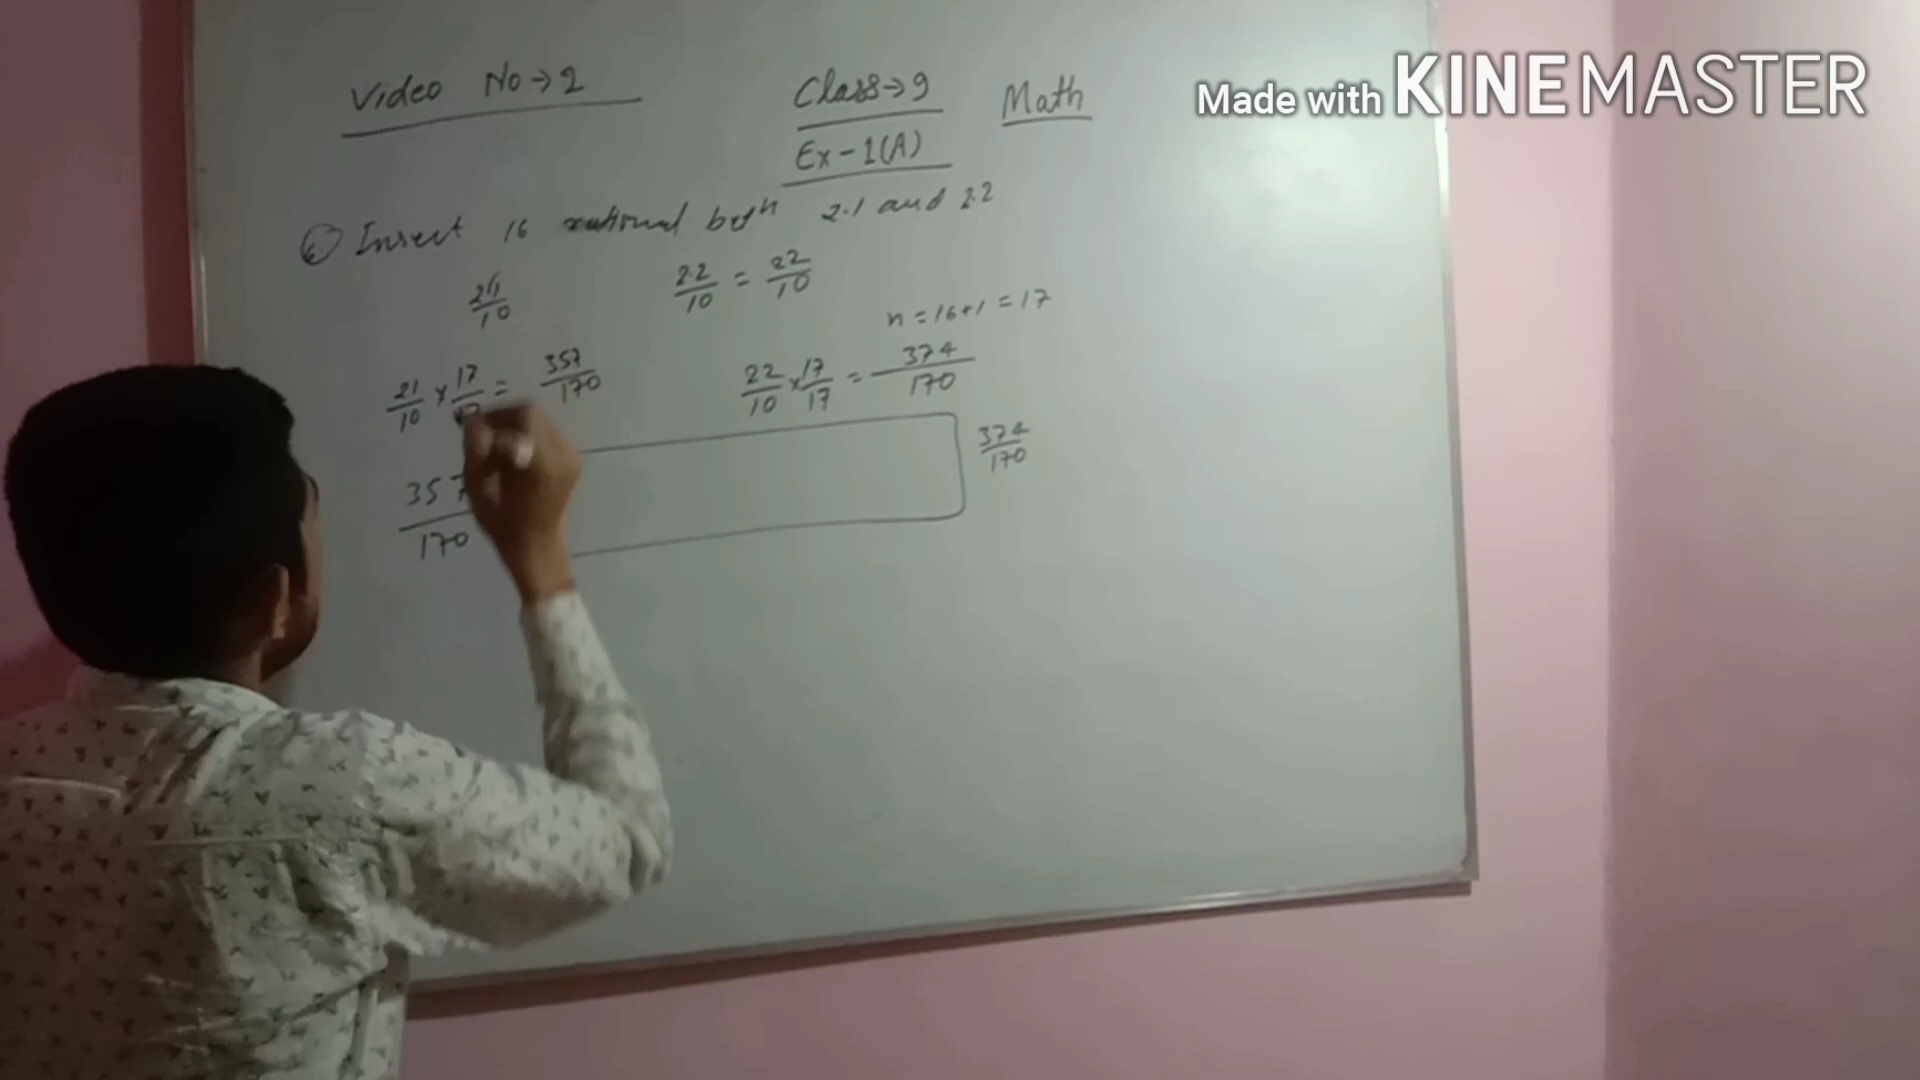 Video No→2 Class→9 Math
Made with KINEMASTER
Ex-1(A)
Insert 16 rational betn 2.1 and 2.2
21/10 2.2/10 = 22/10
n = 16+1 = 17
21/10 × 17/17 = 357/170 22/10 × 17/17 = 374/170
357/170 374/170